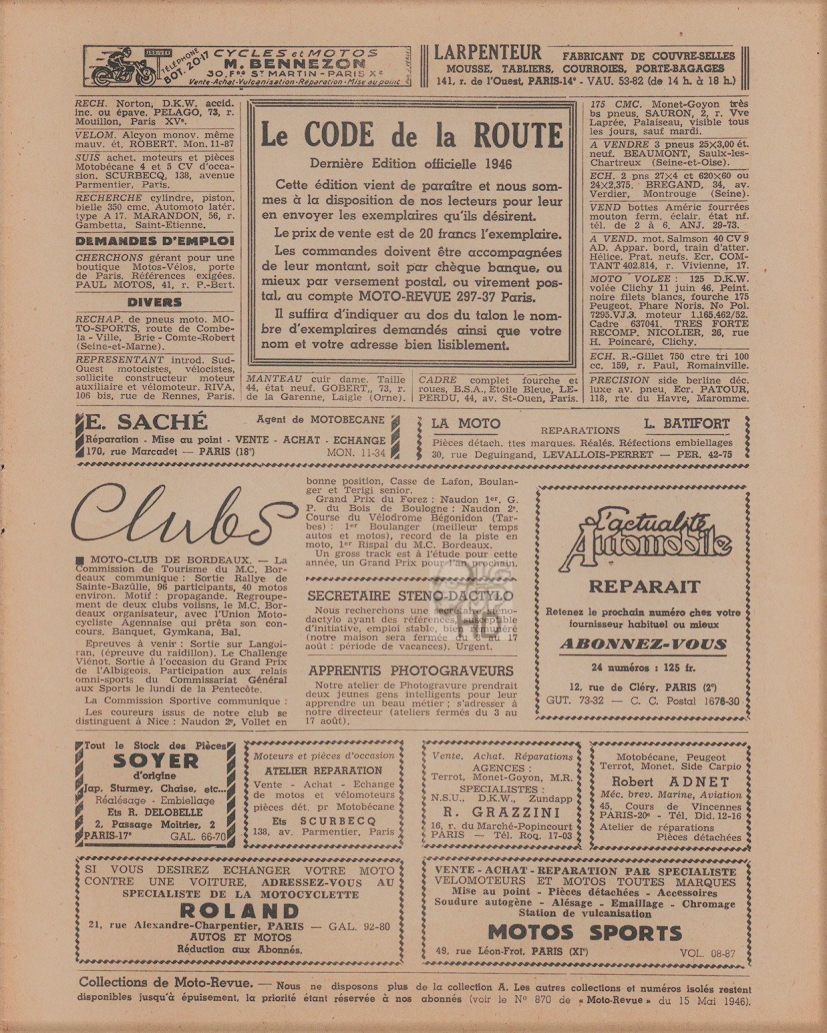 TELEPHONE BOT. 20-17
CYCLES et MOTOS
M. BENNEZON
30, Fbg ST MARTIN - PARIS Xe
Vente-Achat-Vulcanisation-Réparation-Mise au point
LARPENTEUR FABRICANT DE COUVRE-SELLES
MOUSSE, TABLIERS, COURROIES, PORTE-BAGAGES
141, r. de l'Ouest, PARIS-14e - VAU. 53-82 (de 14 h. à 18 h.)
RECH. Norton, D.K.W. accid.
inc. ou épave. PELAGO, 73, r.
Mouillon, Paris XVe.
VELOM. Alcyon monov. même
mauv. ét. ROBERT. Mon. 11-87
SUIS achet. moteurs et pièces
Motobécane 4 et 5 CV d'occa-
sion. SCURBECQ, 138, avenue
Parmentier, Paris.
RECHERCHE cylindre, piston,
bielle 350 cmc. Automoto latér.
type A 17. MARANDON, 56, r.
Gambetta, Saint-Etienne.
DEMANDES D'EMPLOI
CHERCHONS gérant pour une
boutique Motos-Vélos, porte
de Paris. Références exigées.
PAUL MOTOS, 41, r. P.-Bert.
DIVERS
RECHAP. de pneus moto. MO-
TO-SPORTS, route de Combe-
la-Ville, Brie-Comte-Robert
(Seine-et-Marne).
REPRESENTANT introd. Sud-
Ouest motocistes, vélocistes,
sollicite constructeur moteur
auxiliaire et vélomoteur. RIVA,
106 bis, rue de Rennes, Paris.
Le CODE de la ROUTE
Dernière Edition officielle 1946
Cette édition vient de paraître et nous som-
mes à la disposition de nos lecteurs pour leur
en envoyer les exemplaires qu'ils désirent.
Le prix de vente est de 20 francs l'exemplaire.
Les commandes doivent être accompagnées
de leur montant, soit par chèque banque, ou
mieux par versement postal, ou virement pos-
tal, au compte MOTO-REVUE 297-37 Paris.
Il suffira d'indiquer au dos du talon le nom-
bre d'exemplaires demandés ainsi que votre
nom et votre adresse bien lisiblement.
MANTEAU cuir dame. Taille
44, état neuf. GOBERT, 73, r.
de la Garenne, Laigle (Orne).
CADRE complet fourche et
roues, B.S.A., Etoile Bleue, LE-
PERDU, 44, av. St-Ouen, Paris.
175 CMC. Monet-Goyon très
bs pneus. SAURON, 2, r. Vve
Laprée, Palaiseau, visible tous
les jours, sauf mardi.
A VENDRE 3 pneus 25x3,00 ét.
neuf. BEAUMONT, Saulx-les-
Chartreux (Seine-et-Oise).
ECH. 2 pns 27x4 ct 620x60 ou
24x2,375. BREGAND, 34, av.
Verdier, Montrouge (Seine).
VEND bottes Améric fourrées
mouton ferm. éclair. état nf.
tél. de 2 à 6. ANJ. 29-73.
A VEND. mot. Salmson 40 CV 9
AD. Appar. bord, train d'atter.
Hélice. Prat. neufs. Ecr. COM-
TANT 402.814, r. Vivienne, 17.
MOTO VOLEE : 125 D.K.W.
volée Clichy 11 juin 46. Peint.
noire filets blancs, fourche 175
Peugeot. Phare Noris. No Pol.
7295.VJ.3. moteur 1.165.462/52.
Cadre 637041. TRES FORTE
RECOMP. NICOLIER, 26, rue
H. Poincaré, Clichy.
ECH. R.-Gillet 750 ctre tri 100
cc. 159, r. Paul, Romainville.
PRECISION side berline déc.
luxe av. pneu, Ecr. PATOUR,
118, rte du Havre, Maromme.
E. SACHÉ Agent de MOTOBECANE
Réparation - Mise au point - VENTE - ACHAT - ECHANGE
170, rue Marcadet — PARIS (18e) MON. 11-34
LA MOTO REPARATIONS L. BATIFORT
Pièces détach. ttes marques. Réalés. Réfections embiellages
30, rue Deguingand, LEVALLOIS-PERRET — PER. 42-75
Clubs
■ MOTO-CLUB DE BORDEAUX. — La
Commission de Tourisme du M.C. Bor-
deaux communique : Sortie Rallye de
Sainte-Bazille, 96 participants, 40 motos
environ. Motif : propagande. Regroupe-
ment de deux clubs voisins, le M.C. Bor-
deaux organisateur, avec l'Union Moto-
cycliste Agennaise qui prêta son con-
cours. Banquet, Gymkana, Bal.
Epreuves à venir : Sortie sur Langoi-
ran, (épreuve du raidillon). Le Challenge
Viénot. Sortie à l'occasion du Grand Prix
de l'Albigeois. Participation aux relais
omni-sports du Commissariat Général
aux Sports le lundi de la Pentecôte.
La Commission Sportive communique :
Les coureurs issus de notre club se
distinguent à Nice : Naudon 2e, Vollet en
bonne position, Casse de Lafon, Boulan-
ger et Terigi senior.
Grand Prix du Forez : Naudon 1er. G.
P. du Bois de Boulogne : Naudon 2e.
Course du Vélodrome Bégonidon (Tar-
bes) : 1er Boulanger (meilleur temps
autos et motos), record de la piste en
moto, 1er Rispal du M.C. Bordeaux.
Un gross track est à l'étude pour cette
année, un Grand Prix pour l'an prochain.
SECRETAIRE STENO-DACTYLO
Nous recherchons une sténo-
dactylo ayant des références,
d'initiative, emploi stable, bien
(notre maison sera fermée du 3 au 17
août : période de vacances). Urgent.
APPRENTIS PHOTOGRAVEURS
Notre atelier de Photogravure prendrait
deux jeunes gens intelligents pour leur
apprendre un beau métier ; s'adresser à
notre directeur (ateliers fermés du 3 au
17 août).
l'actualité
Automobile
REPARAIT
Retenez le prochain numéro chez votre
fournisseur habituel ou mieux
ABONNEZ-VOUS
24 numéros : 125 fr.
12, rue de Cléry, PARIS (2e)
GUT. 73-32 — C. C. Postal 1676-30
Tout le Stock des Pièces
SOYER
d'origine
Jap, Sturmey, Chaise, etc...
Réalésage - Embiellage
Ets R. DELOBELLE
2, Passage Moitrier, 2
PARIS-17e GAL. 66-70
Moteurs et pièces d'occasion
ATELIER REPARATION
Vente - Achat - Echange
de motos et vélomoteurs
pièces dét. pr Motobécane
Ets SCURBECQ
138, av. Parmentier, Paris
Vente, Achat, Réparations
AGENCES :
Terrot, Monet-Goyon, M.R.
SPECIALISTES :
N.S.U., D.K.W., Zundapp
R. GRAZZINI
16, r. du Marché-Popincourt
PARIS — Tél. Roq. 17-03
Motobécane, Peugeot
Terrot, Monet. Side Carpio
Robert ADNET
Méc. brev. Marine, Aviation
45, Cours de Vincennes
PARIS-20e - Tél. Did. 12-16
Atelier de réparations
Pièces détachées
SI VOUS DESIREZ ECHANGER VOTRE MOTO
CONTRE UNE VOITURE, ADRESSEZ-VOUS AU
SPECIALISTE DE LA MOTOCYCLETTE
ROLAND
21, rue Alexandre-Charpentier, PARIS — GAL. 92-80
AUTOS ET MOTOS
Réduction aux Abonnés.
VENTE - ACHAT - REPARATION PAR SPECIALISTE
VELOMOTEURS ET MOTOS TOUTES MARQUES
Mise au point - Pièces détachées - Accessoires
Soudure autogène - Alésage - Emaillage - Chromage
Station de vulcanisation
MOTOS SPORTS
49, rue Léon-Frot, PARIS (XIe) VOL. 08-87
Collections de Moto-Revue. — Nous ne disposons plus de la collection A. Les autres collections et numéros isolés restent
disponibles jusqu'à épuisement, la priorité étant réservée à nos abonnés (voir le No 870 de « Moto-Revue » du 15 Mai 1946).